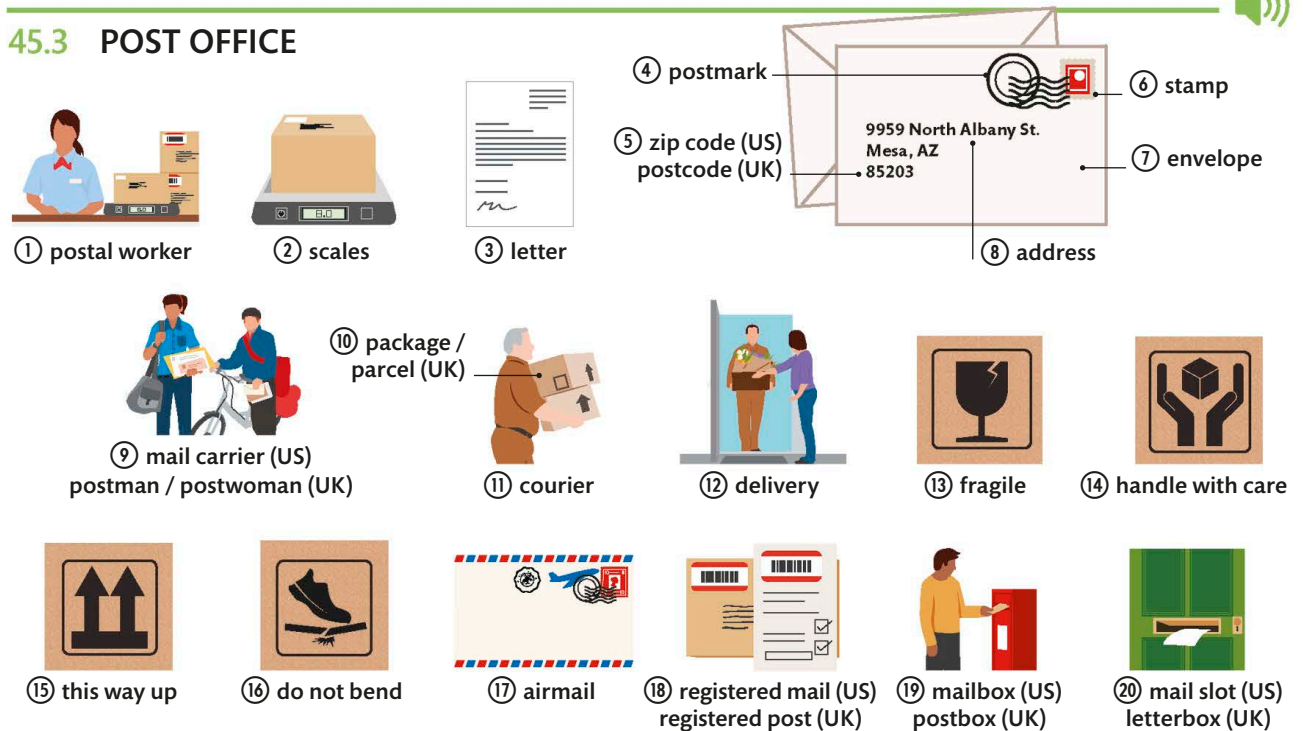 45.3 POST OFFICE
④ postmark
⑤ zip code (US)
postcode (UK)
9959 North Albany St.
Mesa, AZ
85203
⑥ stamp
⑦ envelope
⑧ address
8.0
① postal worker
② scales
③ letter
⑩ package /
parcel (UK)
⑨ mail carrier (US)
postman / postwoman (UK)
⑪ courier
⑫ delivery
⑬ fragile
⑭ handle with care
⑮ this way up
⑯ do not bend
⑰ airmail
⑱ registered mail (US)
registered post (UK)
⑲ mailbox (US)
postbox (UK)
⑳ mail slot (US)
letterbox (UK)